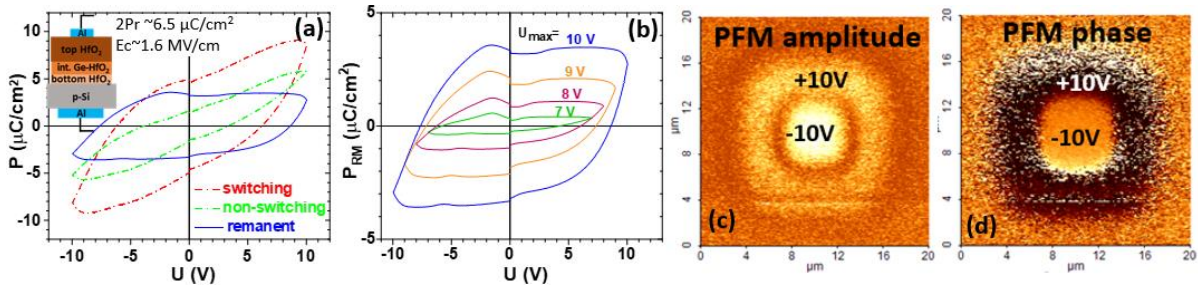 2Pr ~6.5 µC/cm²
Ec~1.6 MV/cm
(a)
Al
top HfO₂
int. Ge-HfO₂
bottom HfO₂
p-Si
Al
switching
non-switching
remanent
P (µC/cm²)
10
5
0
-5
-10
-10 -5 0 5 10
U (V)
(b)
Umax=
10 V
9 V
8 V
7 V
P_RM (µC/cm²)
5
0
-5
-10 -5 0 5 10
U (V)
PFM amplitude
+10V
-10V
(c)
20
16
12
8
4
0
µm
0 4 8 12 16 20
µm
PFM phase
+10V
-10V
(d)
20
16
12
8
4
0
µm
0 4 8 12 16 20
µm